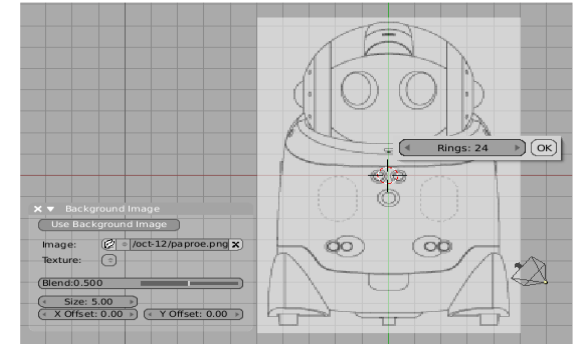 Rings: 24
OK
Background Image
Use Background Image
Image:
/oct-12/paproe.png
Texture:
Blend:0.500
Size: 5.00
X Offset: 0.00
Y Offset: 0.00